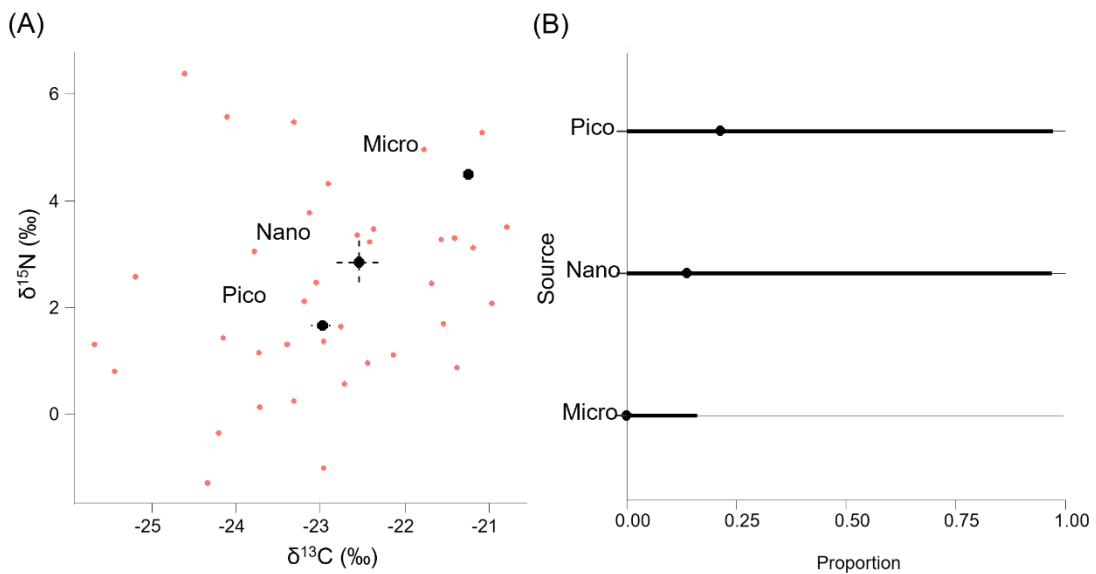 (A)
6
4
2
0
δ¹⁵N (‰)
Micro
Nano
Pico
-25
-24
-23
-22
-21
δ¹³C (‰)
(B)
Source
Pico
Nano
Micro
0.00
0.25
0.50
0.75
1.00
Proportion